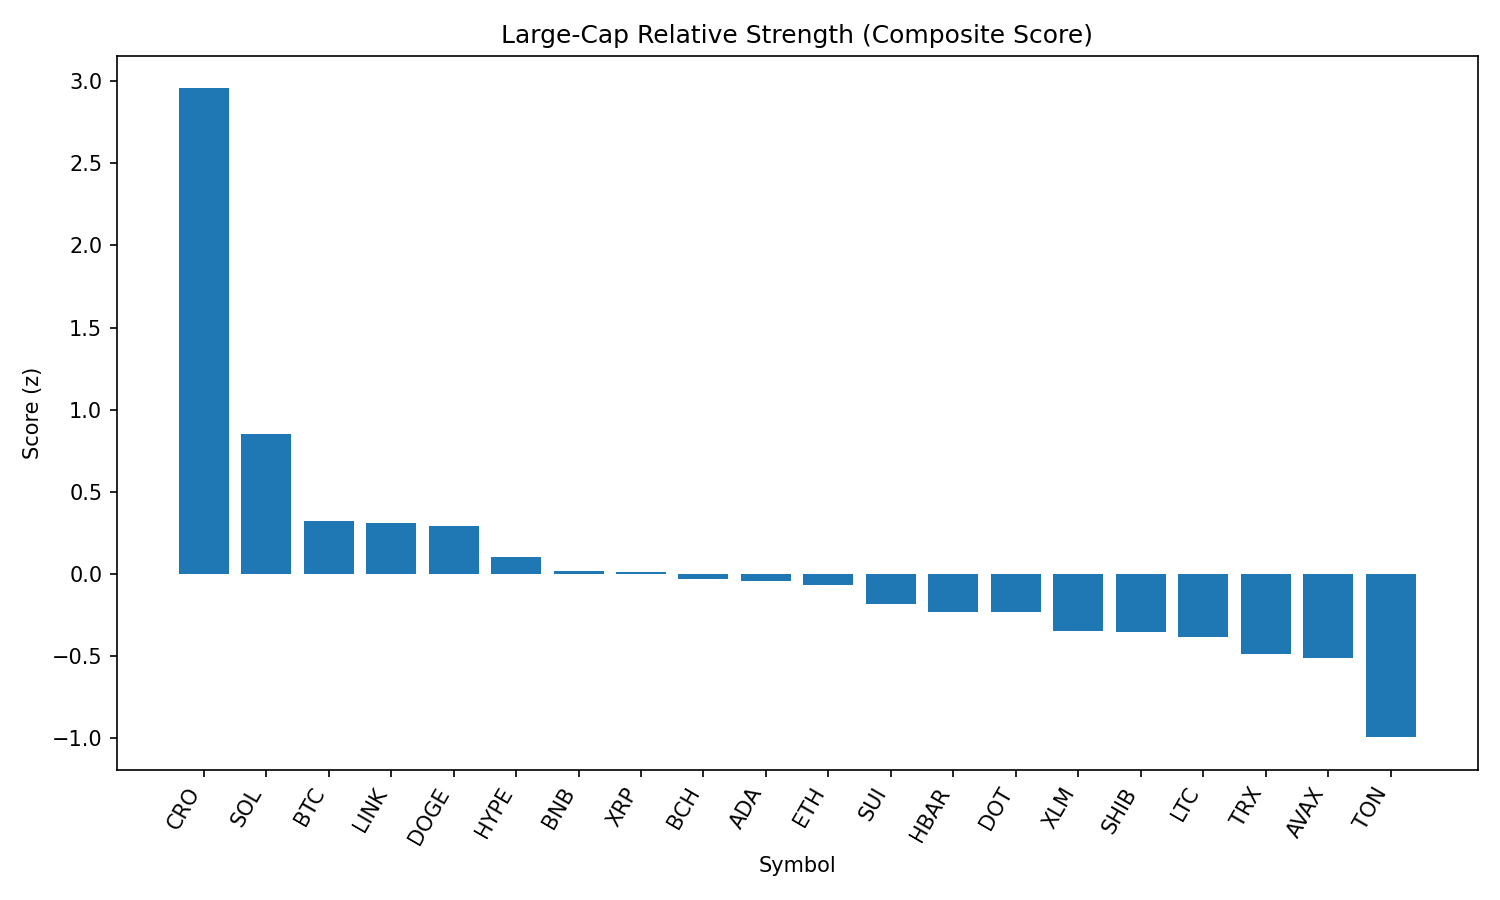 Large-Cap Relative Strength (Composite Score)
3.0
2.5
2.0
1.5
1.0
0.5
0.0
−0.5
−1.0
Score (z)
CRO
SOL
BTC
LINK
DOGE
HYPE
BNB
XRP
BCH
ADA
ETH
SUI
HBAR
DOT
XLM
SHIB
LTC
TRX
AVAX
TON
Symbol